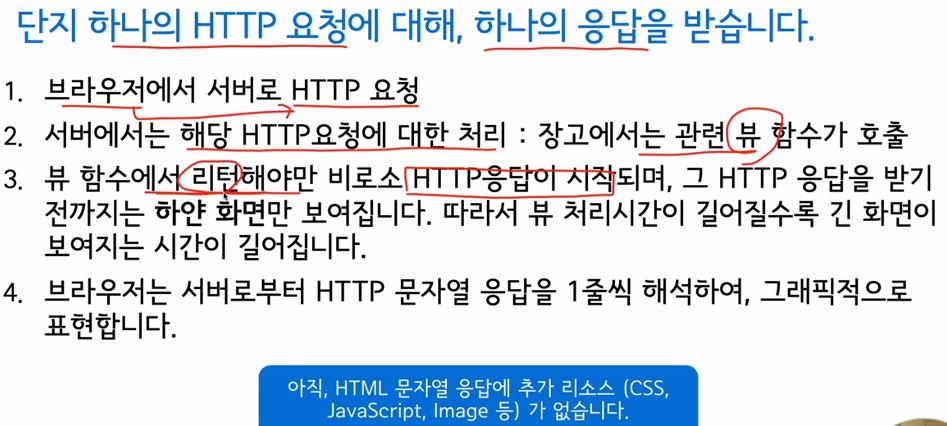 단지 하나의 HTTP 요청에 대해, 하나의 응답을 받습니다.
1. 브라우저에서 서버로 HTTP 요청
2. 서버에서는 해당 HTTP요청에 대한 처리 : 장고에서는 관련 뷰 함수가 호출
3. 뷰 함수에서 리턴해야만 비로소 HTTP응답이 시작되며, 그 HTTP 응답을 받기
전까지는 하얀 화면만 보여집니다. 따라서 뷰 처리시간이 길어질수록 긴 화면이
보여지는 시간이 길어집니다.
4. 브라우저는 서버로부터 HTTP 문자열 응답을 1줄씩 해석하여, 그래픽적으로
표현합니다.
아직, HTML 문자열 응답에 추가 리소스 (CSS,
JavaScript, Image 등) 가 없습니다.